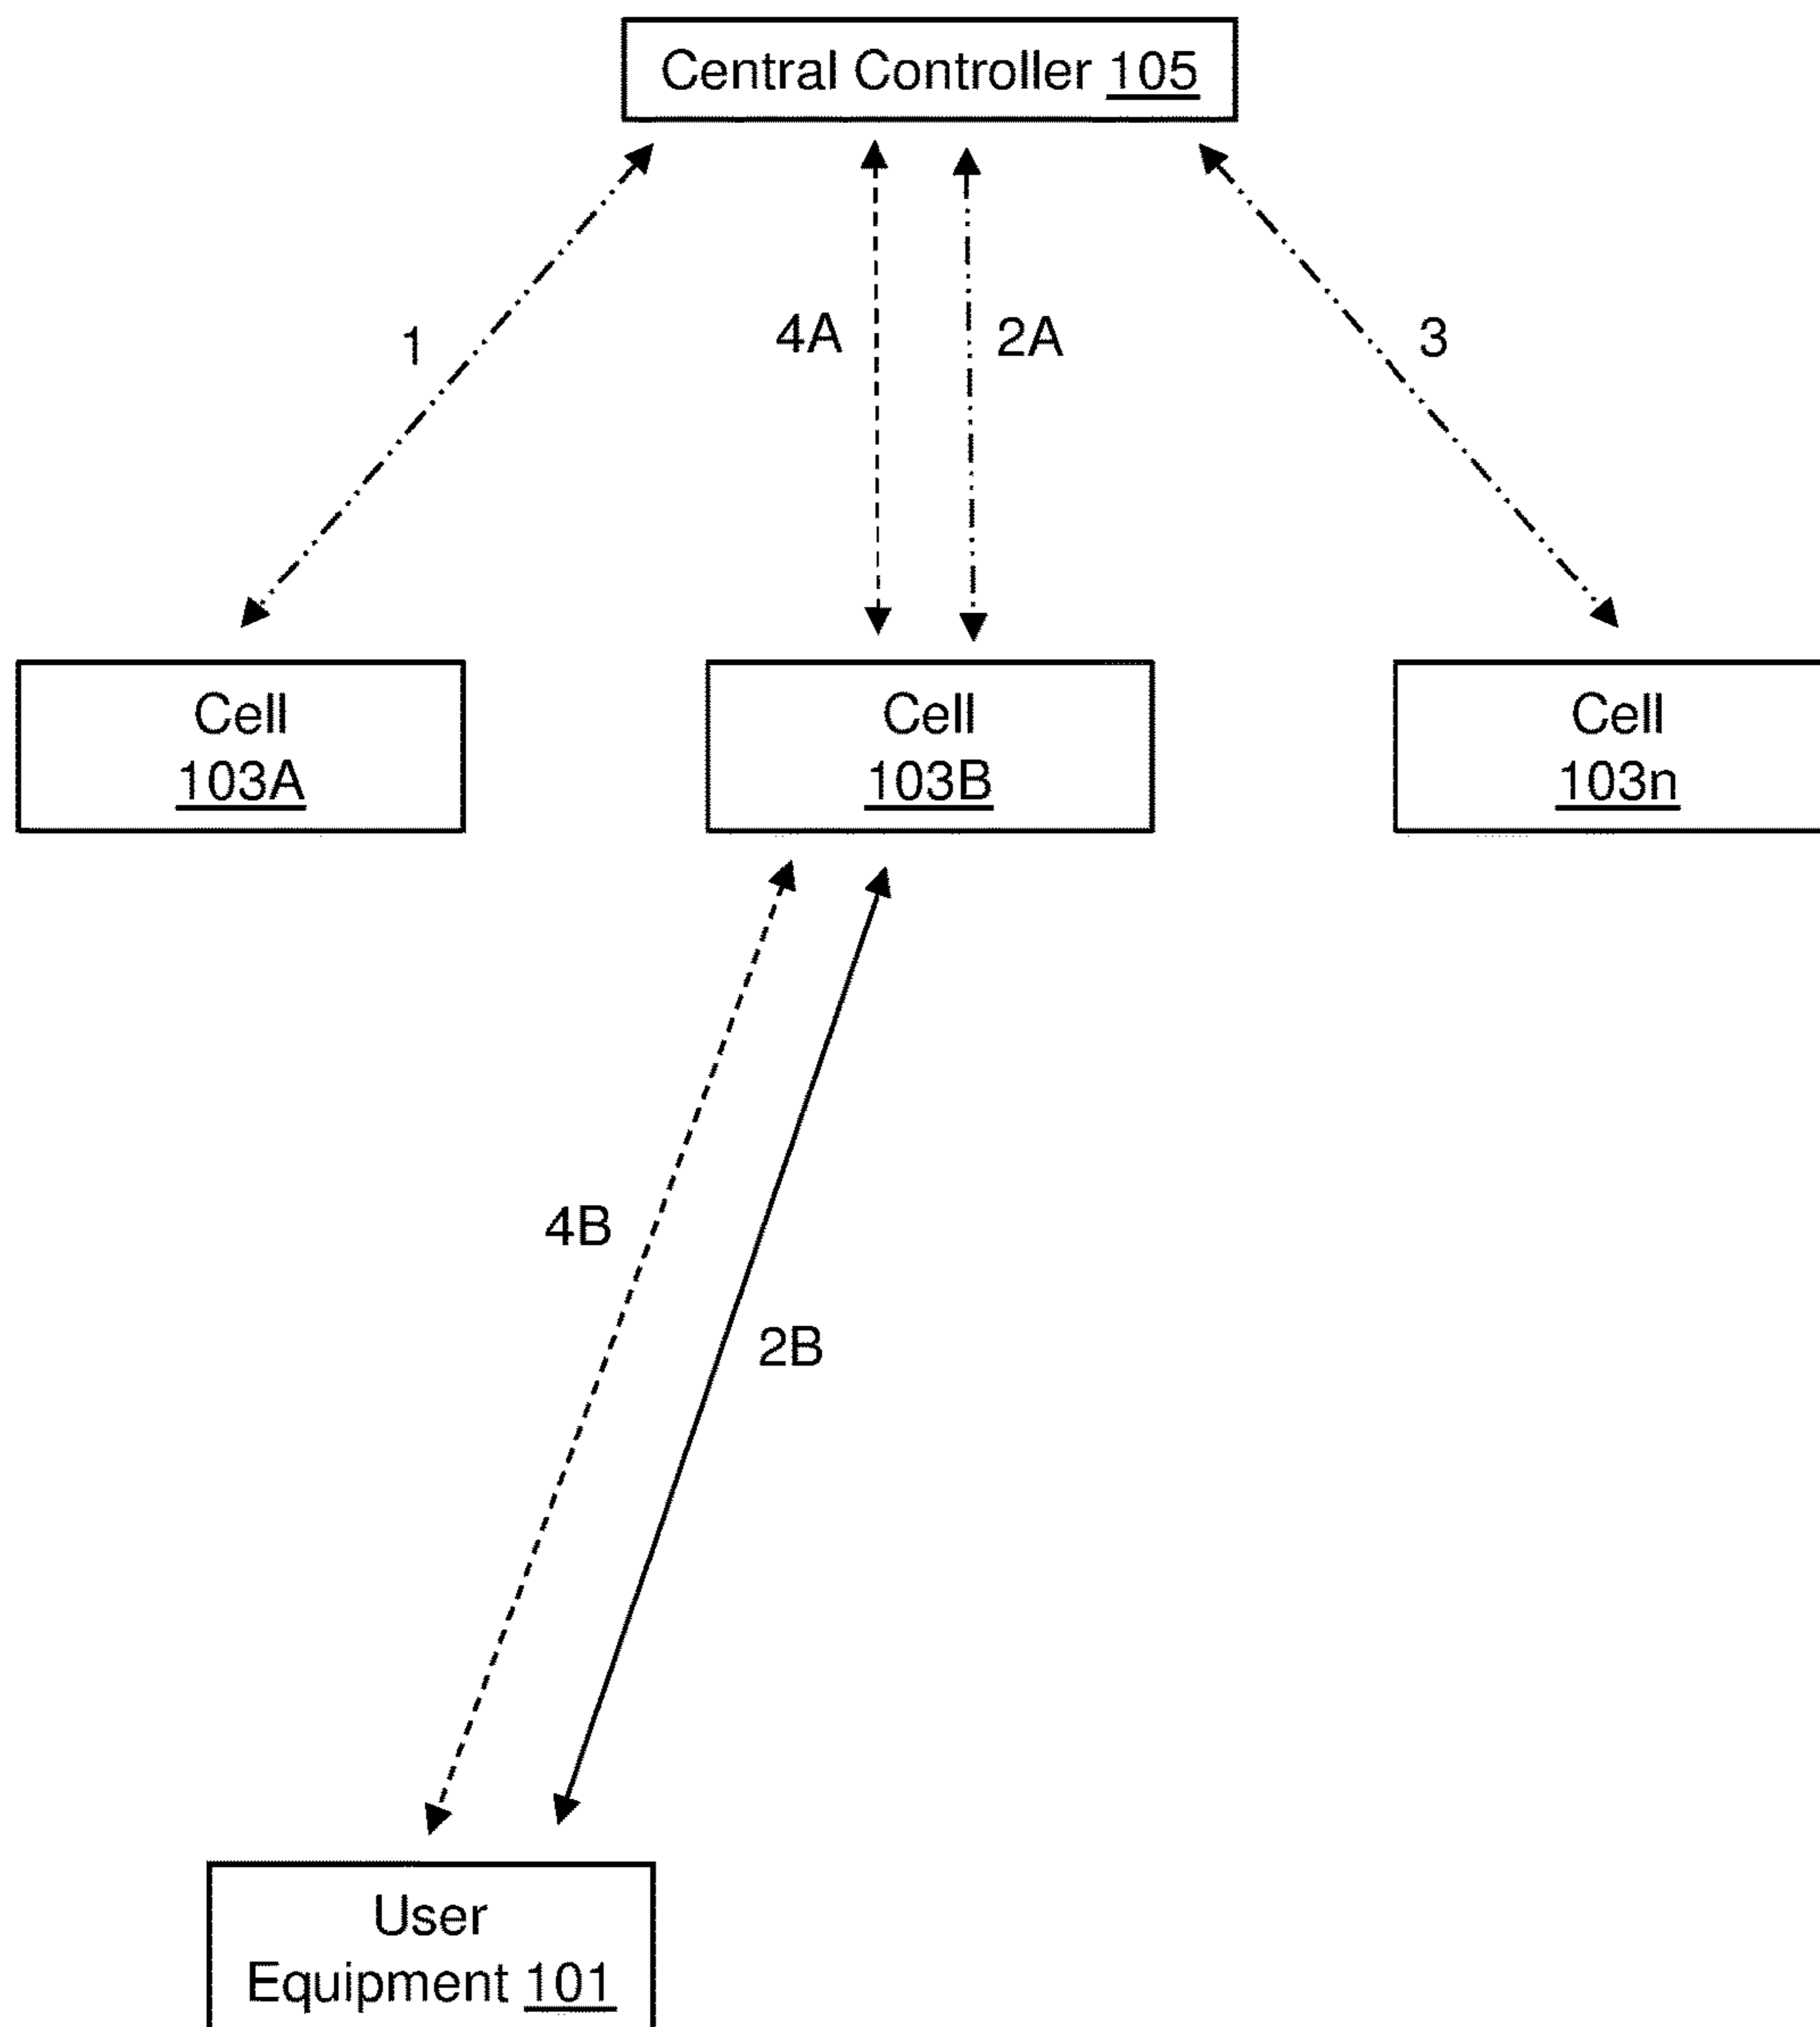 Central Controller 105
1
4A
2A
3
Cell
103A
Cell
103B
Cell
103n
4B
2B
User
Equipment 101